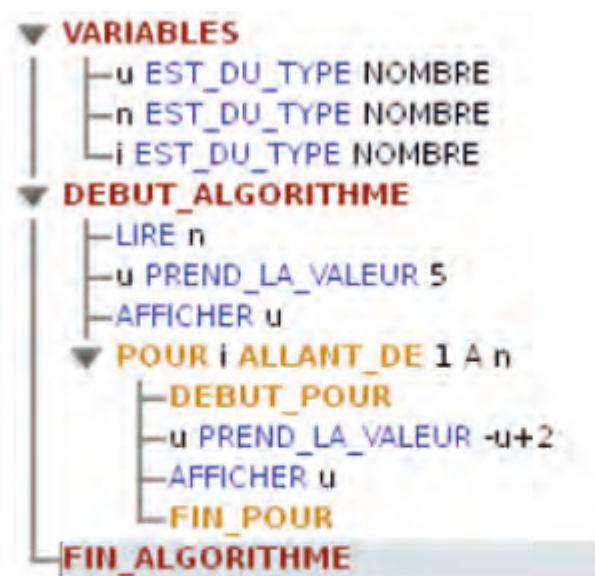 VARIABLES
u EST_DU_TYPE NOMBRE
n EST_DU_TYPE NOMBRE
i EST_DU_TYPE NOMBRE
DEBUT_ALGORITHME
LIRE n
u PREND_LA_VALEUR 5
AFFICHER u
POUR i ALLANT_DE 1 A n
DEBUT_POUR
u PREND_LA_VALEUR -u+2
AFFICHER u
FIN_POUR
FIN_ALGORITHME